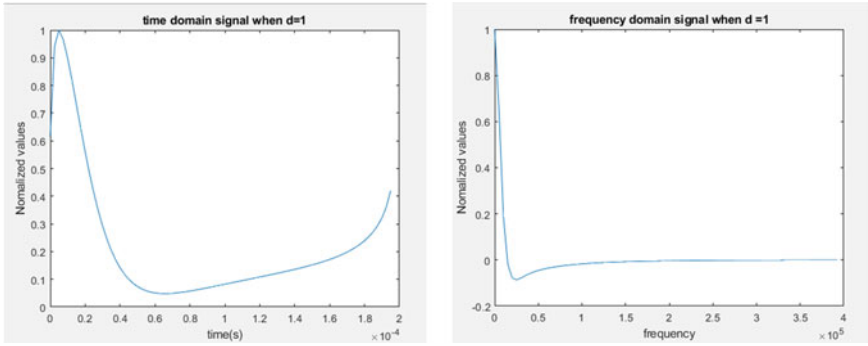 time domain signal when d=1
Nomalized values
1
0.9
0.8
0.7
0.6
0.5
0.4
0.3
0.2
0.1
0
0 0.2 0.4 0.6 0.8 1 1.2 1.4 1.6 1.8 2
time(s)
×10⁻⁴
frequency domain signal when d =1
Nomalized values
1
0.8
0.6
0.4
0.2
0
-0.2
0 0.5 1 1.5 2 2.5 3 3.5 4
frequency
×10⁵